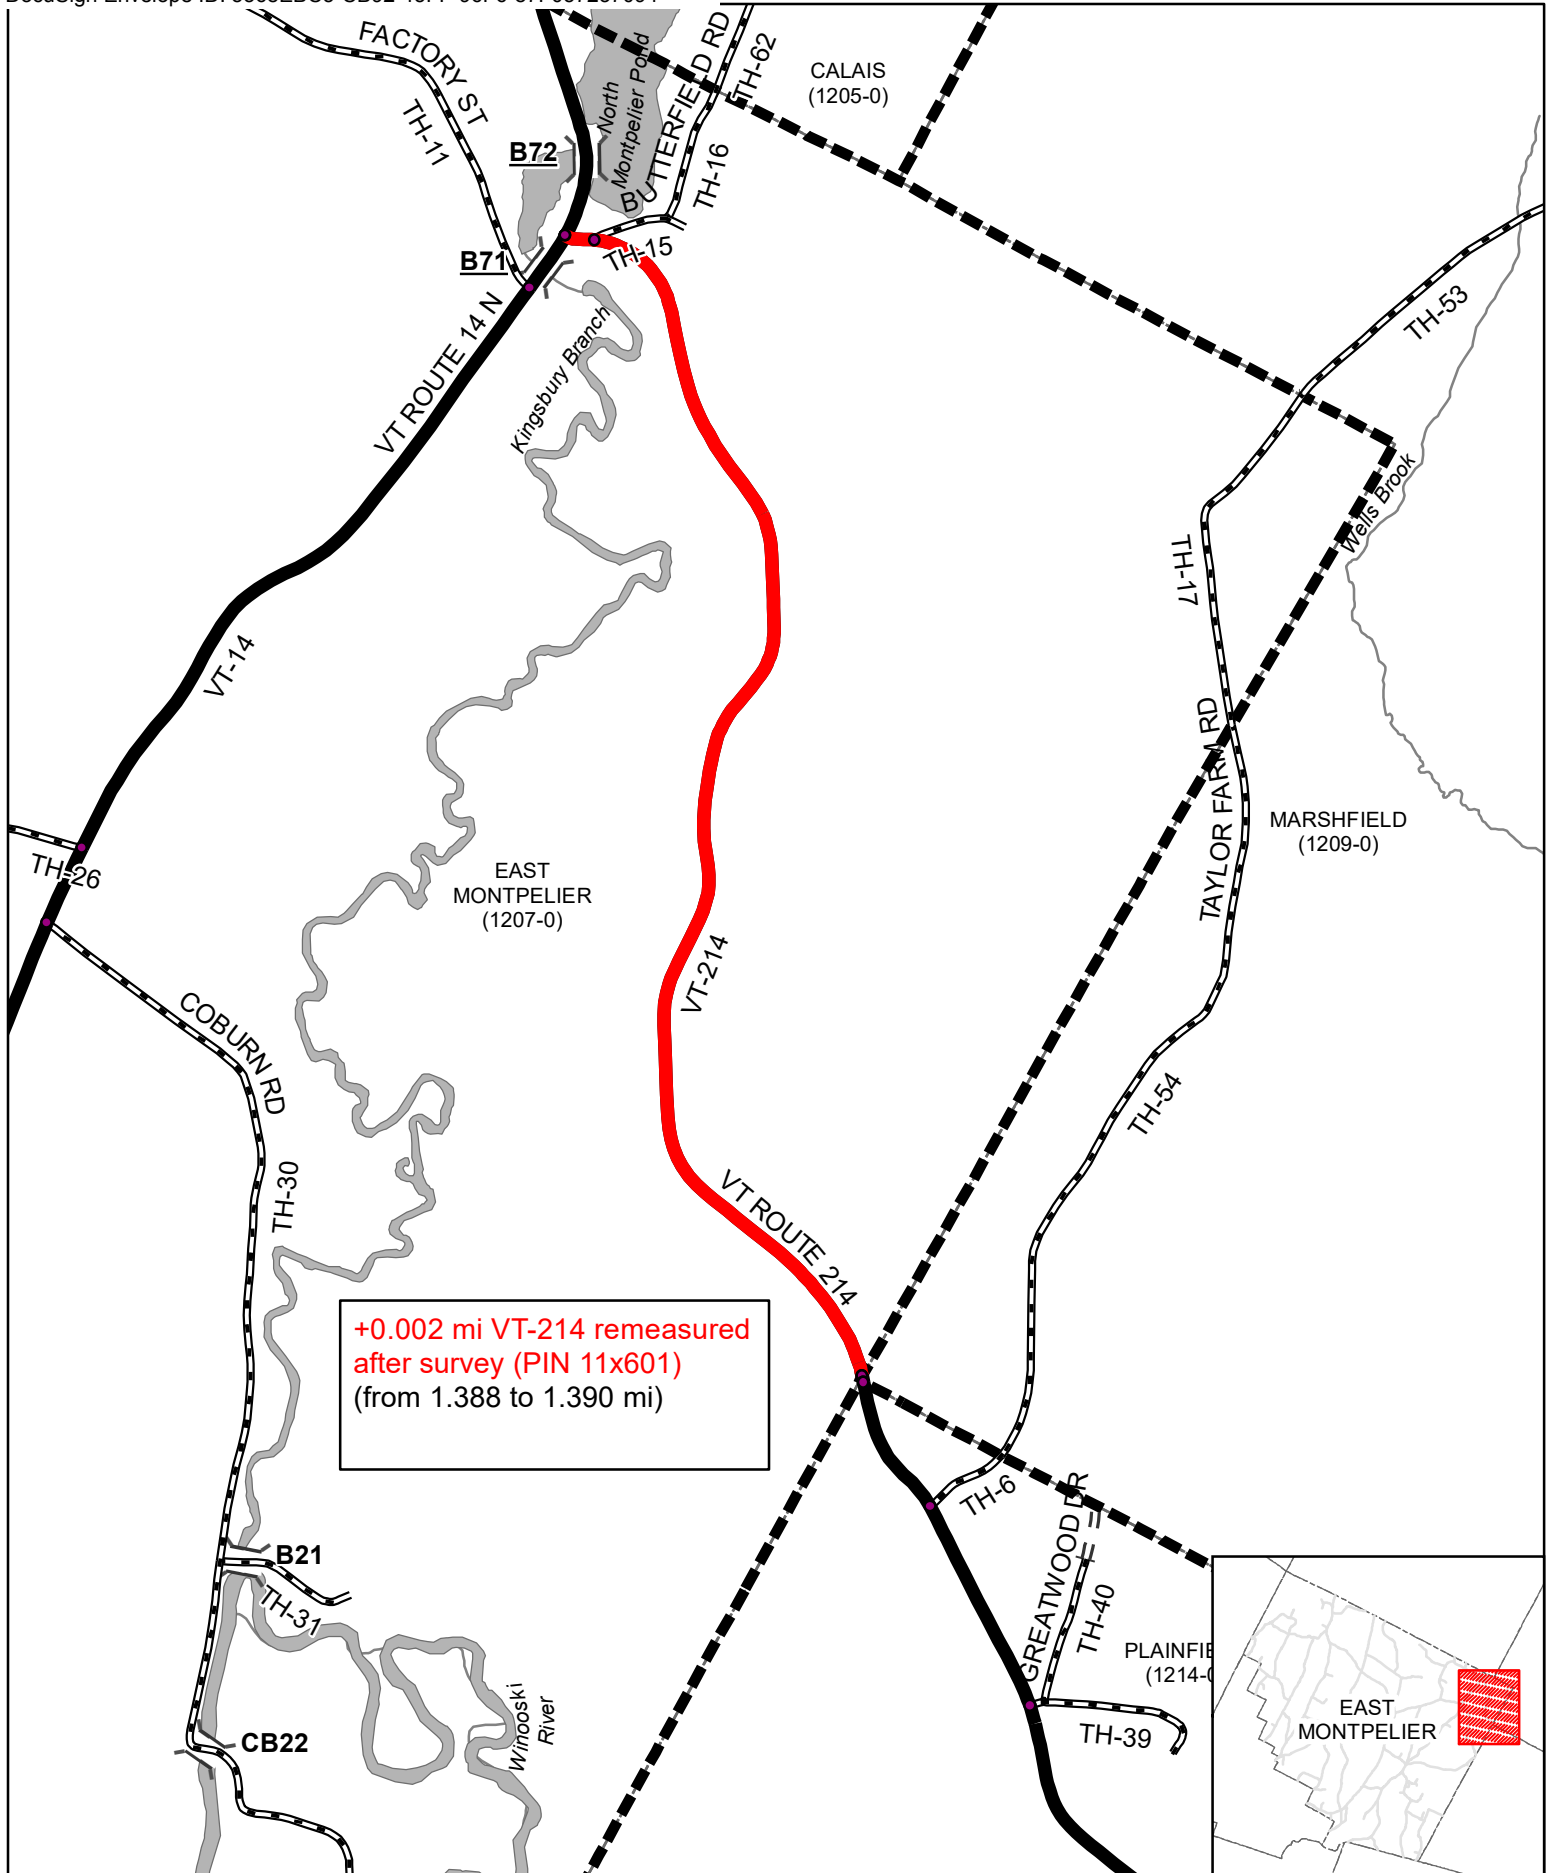 FACTORY ST
TH-11
North
Montpelier Pond
BUTTERFIELD RD
TH-62
TH-16
CALAIS
(1205-0)
B72
B71
TH-15
VT ROUTE 14 N
Kingsbury Branch
TH-53
Wells Brook
TH-17
VT-14
TAYLOR FARM RD
MARSHFIELD
(1209-0)
TH-26
EAST
MONTPELIER
(1207-0)
VT-214
COBURN RD
TH-54
TH-30
VT ROUTE 214
+0.002 mi VT-214 remeasured
after survey (PIN 11x601)
(from 1.388 to 1.390 mi)
TH-6
GREATWOOD DR
B21
TH-31
TH-40
PLAINFIE
(1214-0
Winooski
River
CB22
TH-39
EAST
MONTPELIER